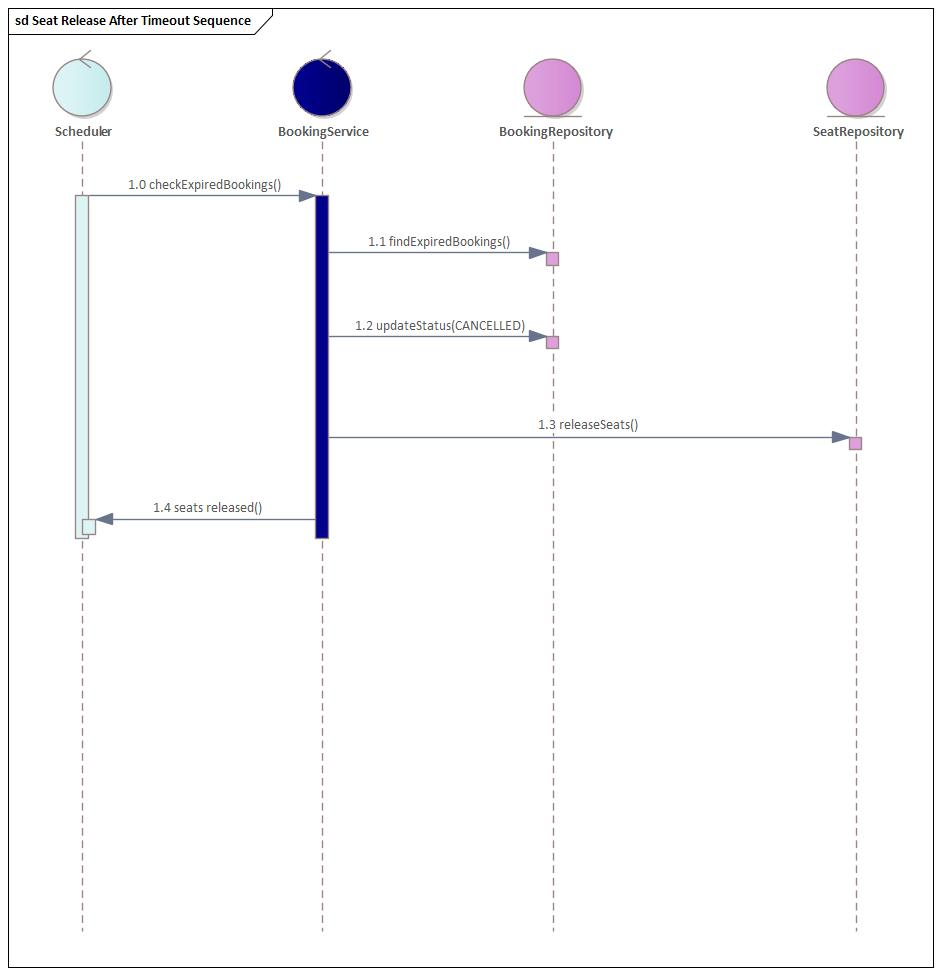 sd Seat Release After Timeout Sequence
Scheduler
BookingService
BookingRepository
SeatRepository
1.0 checkExpiredBookings()
1.1 findExpiredBookings()
1.2 updateStatus(CANCELLED)
1.3 releaseSeats()
1.4 seats released()